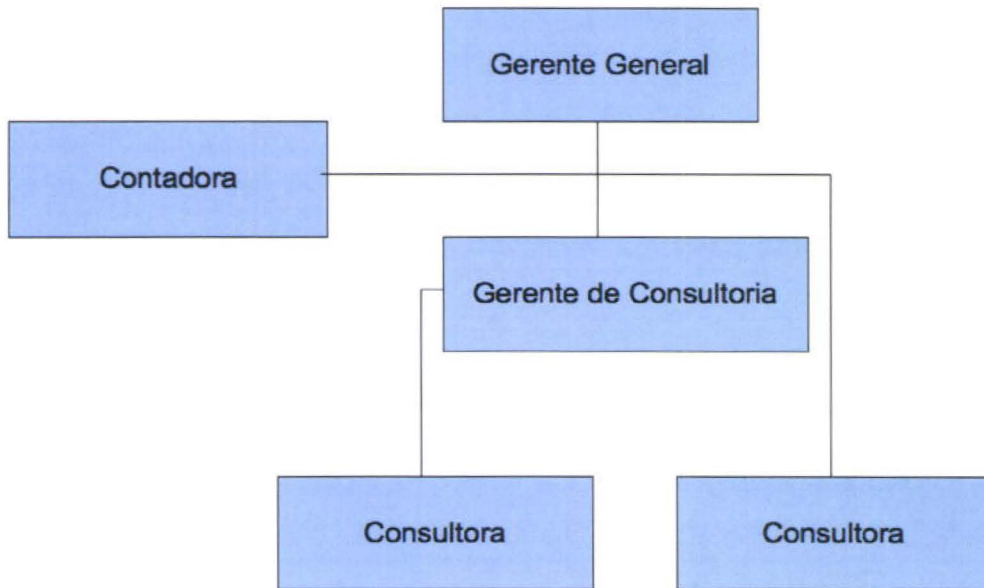 Gerente General
Contadora
Gerente de Consultoria
Consultora
Consultora